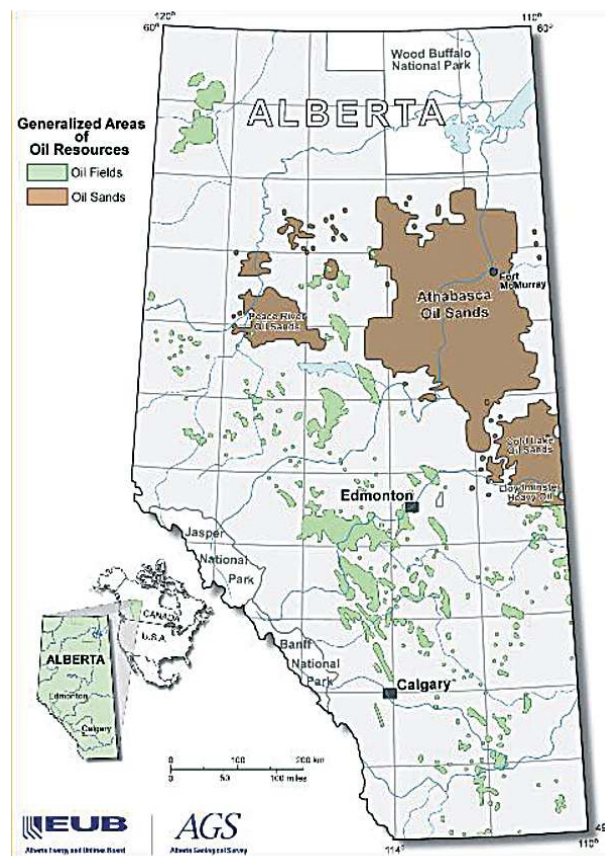 120°
110°
60°
60°
Wood Buffalo
National Park
ALBERTA
Generalized Areas
of
Oil Resources
Oil Fields
Oil Sands
Fort
McMurray
Athabasca
Oil Sands
Peace River
Oil Sands
Cold Lake
Oil Sands
Lloydminster
Heavy Oil
Edmonton
Jasper
National
Park
CANADA
U.S.A.
ALBERTA
Edmonton
Calgary
Banff
National
Park
Calgary
0 100 200 km
0 50 100 miles
EUB
Alberta Energy and Utilities Board
AGS
Alberta Geological Survey
114°
110°
49